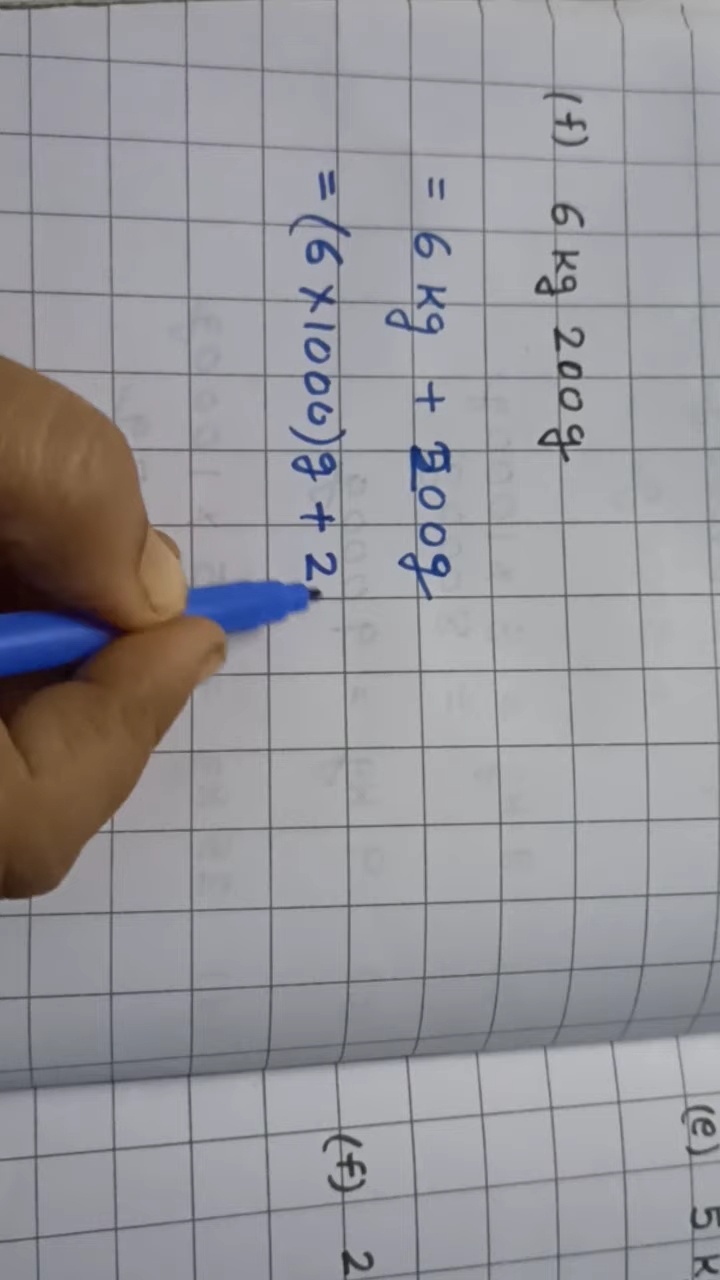 (f) 6 kg 200g
= 6 kg + 200g
= (6 × 1000)g + 2
(e) 5 k
(f) 2